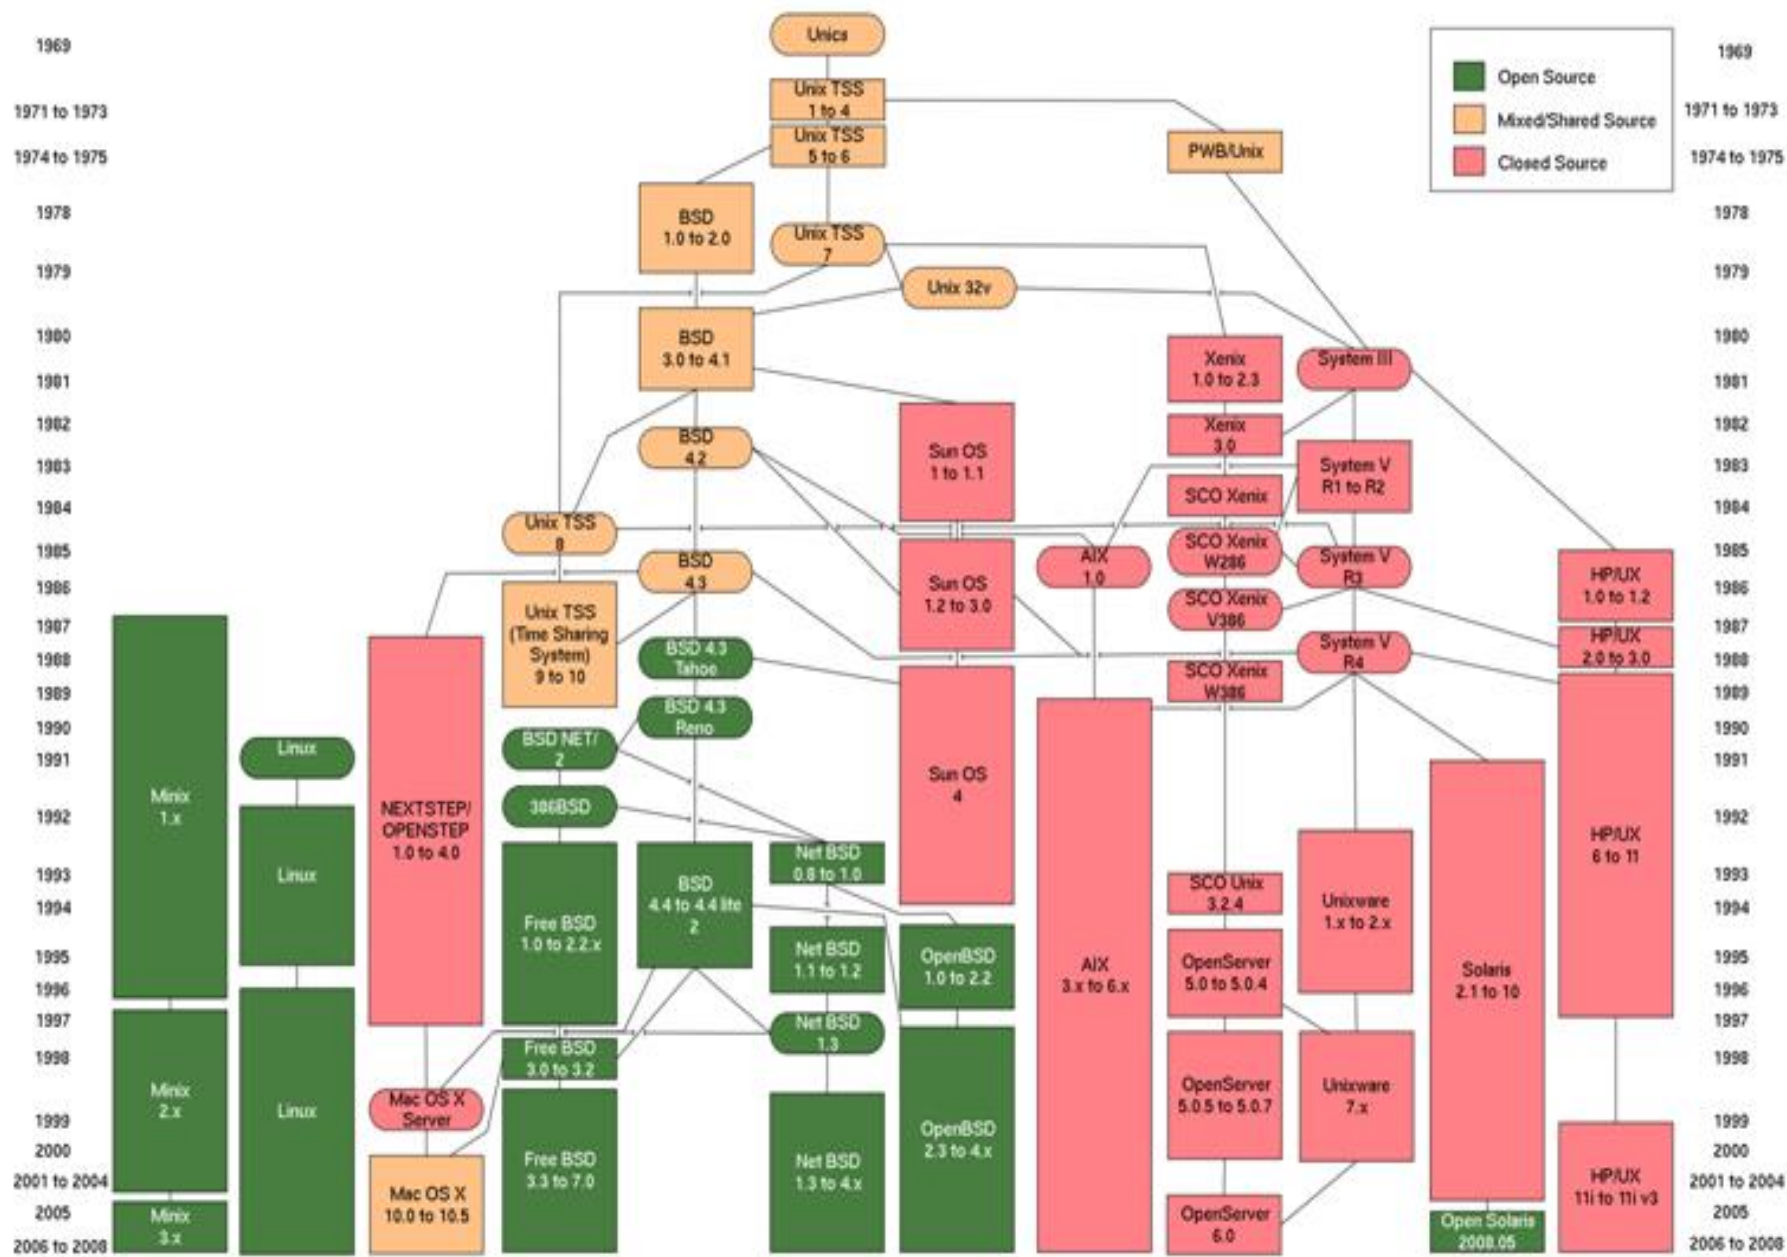 1969
Unics
1969
Open Source
Unix TSS
1 to 4
1971 to 1973
1971 to 1973
Mixed/Shared Source
Unix TSS
5 to 6
PWB/Unix
1974 to 1975
1974 to 1975
Closed Source
1978
BSD
1.0 to 2.0
1978
Unix TSS
7
1979
Unix 32v
1979
1980
BSD
3.0 to 4.1
1980
Xenix
1.0 to 2.3
System III
1981
1981
1982
Xenix
3.0
1982
BSD
4.2
Sun OS
1 to 1.1
1983
System V
R1 to R2
1983
SCO Xenix
1984
1984
Unix TSS
8
1985
SCO Xenix
W286
1985
BSD
4.3
AIX
1.0
System V
R3
HP/UX
1.0 to 1.2
Sun OS
1.2 to 3.0
1986
1986
Unix TSS
(Time Sharing
System)
9 to 10
SCO Xenix
V386
1987
1987
BSD 4.3
Tahoe
System V
R4
HP/UX
2.0 to 3.0
1988
1988
SCO Xenix
W386
1989
1989
BSD 4.3
Reno
1990
1990
BSD NET/
2
Linux
1991
1991
Minix
1.x
386BSD
Sun OS
4
NEXTSTEP/
OPENSTEP
1.0 to 4.0
1992
1992
HP/UX
6 to 11
Net BSD
0.8 to 1.0
1993
Linux
BSD
4.4 to 4.4 lite
2
SCO Unix
3.2.4
1993
1994
Free BSD
1.0 to 2.2.x
Unixware
1.x to 2.x
1994
1995
Net BSD
1.1 to 1.2
OpenBSD
1.0 to 2.2
AIX
3.x to 6.x
OpenServer
5.0 to 5.0.4
Solaris
2.1 to 10
1995
1996
1996
1997
Net BSD
1.3
1997
1998
Free BSD
3.0 to 3.2
1998
Minix
2.x
Mac OS X
Server
Linux
OpenServer
5.0.5 to 5.0.7
Unixware
7.x
1999
OpenBSD
2.3 to 4.x
1999
2000
2000
Free BSD
3.3 to 7.0
Net BSD
1.3 to 4.x
2001 to 2004
Mac OS X
10.0 to 10.5
HP/UX
11i to 11i v3
2001 to 2004
2005
Minix
3.x
OpenServer
6.0
Open Solaris
2008.05
2005
2006 to 2008
2006 to 2008